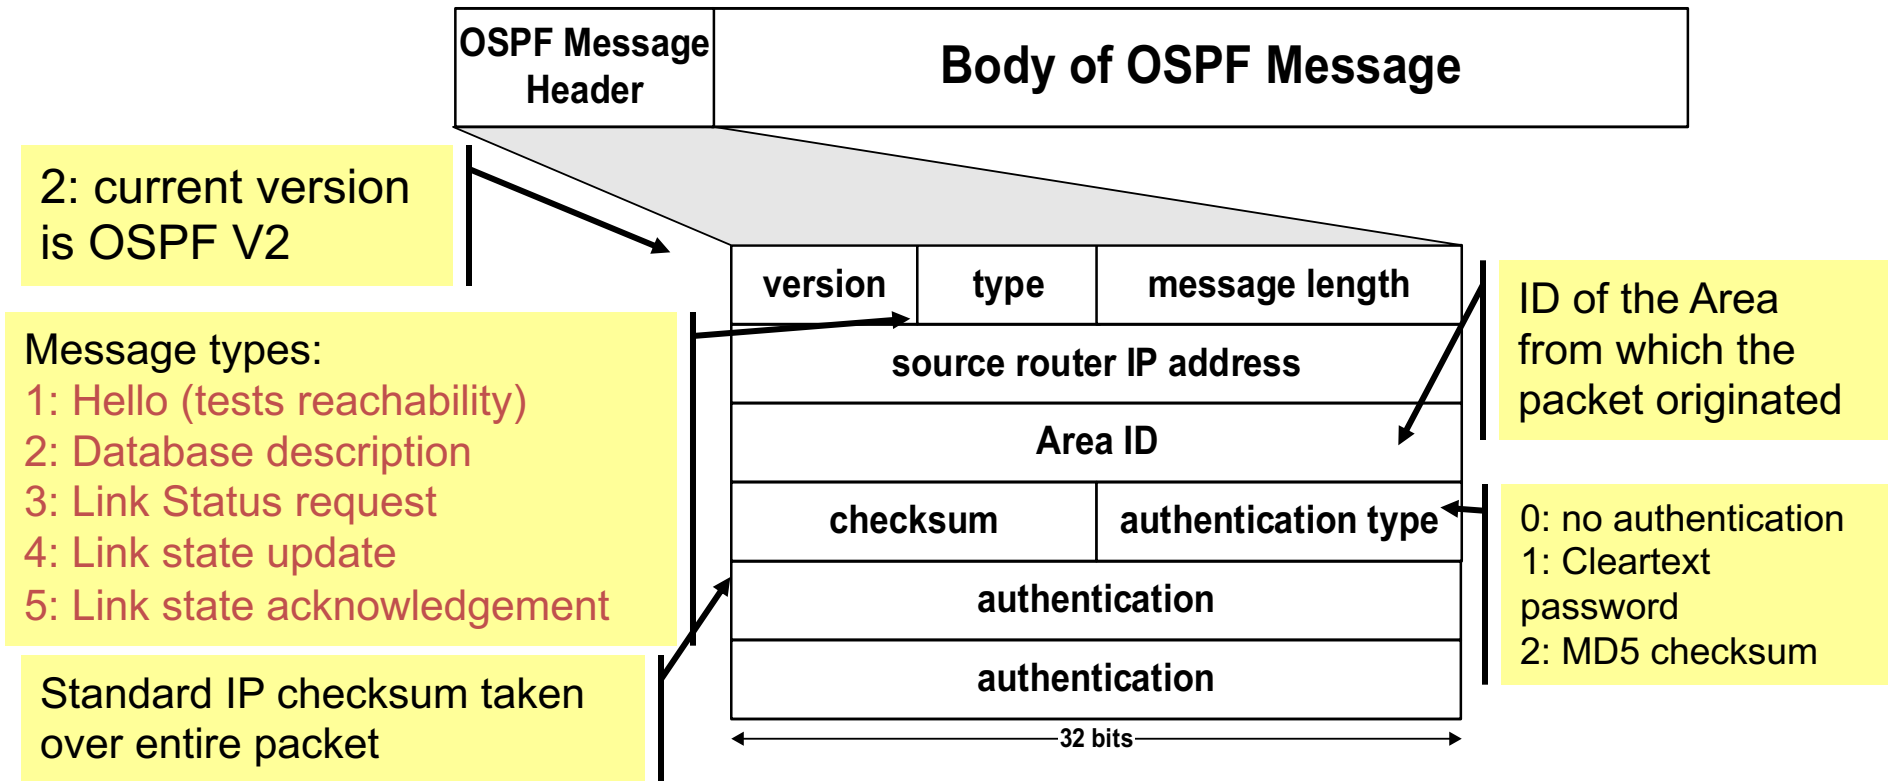 OSPF Message
Header
Body of OSPF Message
2: current version
is OSPF V2
version
type
message length
source router IP address
Area ID
checksum
authentication type
authentication
authentication
32 bits
Message types:
1: Hello (tests reachability)
2: Database description
3: Link Status request
4: Link state update
5: Link state acknowledgement
Standard IP checksum taken
over entire packet
ID of the Area
from which the
packet originated
0: no authentication
1: Cleartext
password
2: MD5 checksum